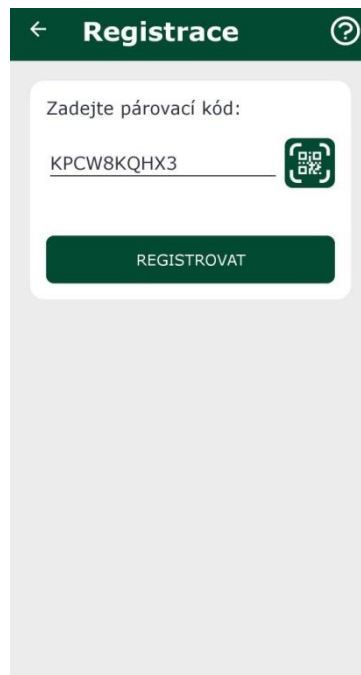 Registrace
Zadejte párovací kód:
KPCW8KQHX3
REGISTROVAT